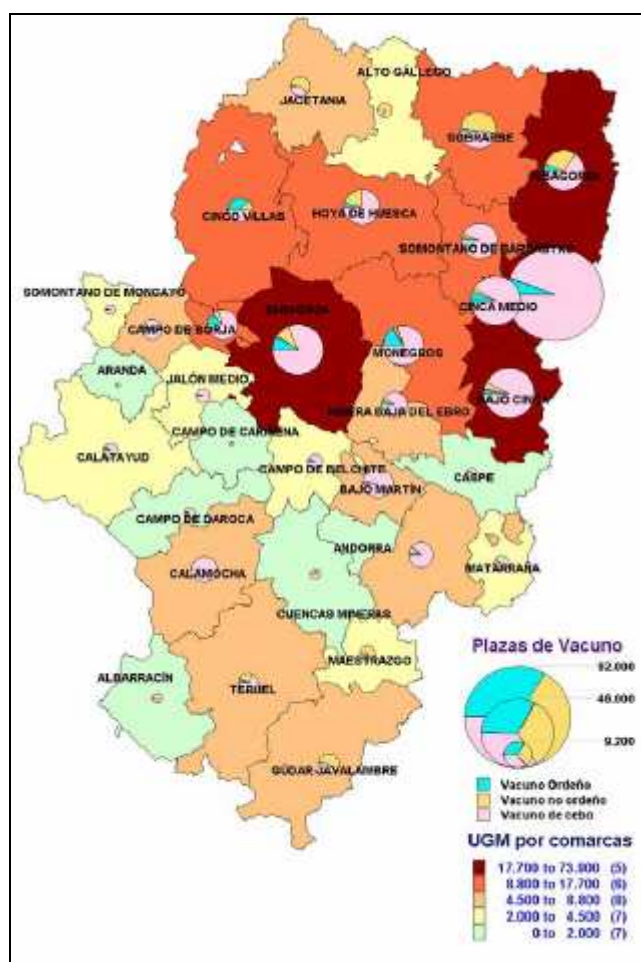 ALTO GÁLLEGO
JACETANIA
SOBRARBE
RIBAGORZA
CINCO VILLAS
HOYA DE HUESCA
SOMONTANO DE BARBASTRO
SOMONTANO DE MONCAYO
CINCA MEDIO
ZARAGOZA
CAMPO DE BORJA
MONEGROS
ARANDA
JALÓN MEDIO
RIBERA BAJA DEL EBRO
BAJO CINCA
CAMPO DE CARIÑENA
CALATAYUD
CAMPO DE BELCHITE
CASPE
BAJO MARTÍN
CAMPO DE DAROCA
ANDORRA
MATARRAÑA
CALAMOCHA
CUENCAS MINERAS
MAESTRAZGO
ALBARRACÍN
TERUEL
GÚDAR JAVALAMBRE
Plazas de Vacuno
92.000
46.000
9.200
Vacuno Ordeño
Vacuno no ordeño
Vacuno de cebo
UGM por comarcas
17.700 to 73.900 (5)
8.800 to 17.700 (6)
4.500 to 8.800 (8)
2.000 to 4.500 (7)
0 to 2.000 (7)